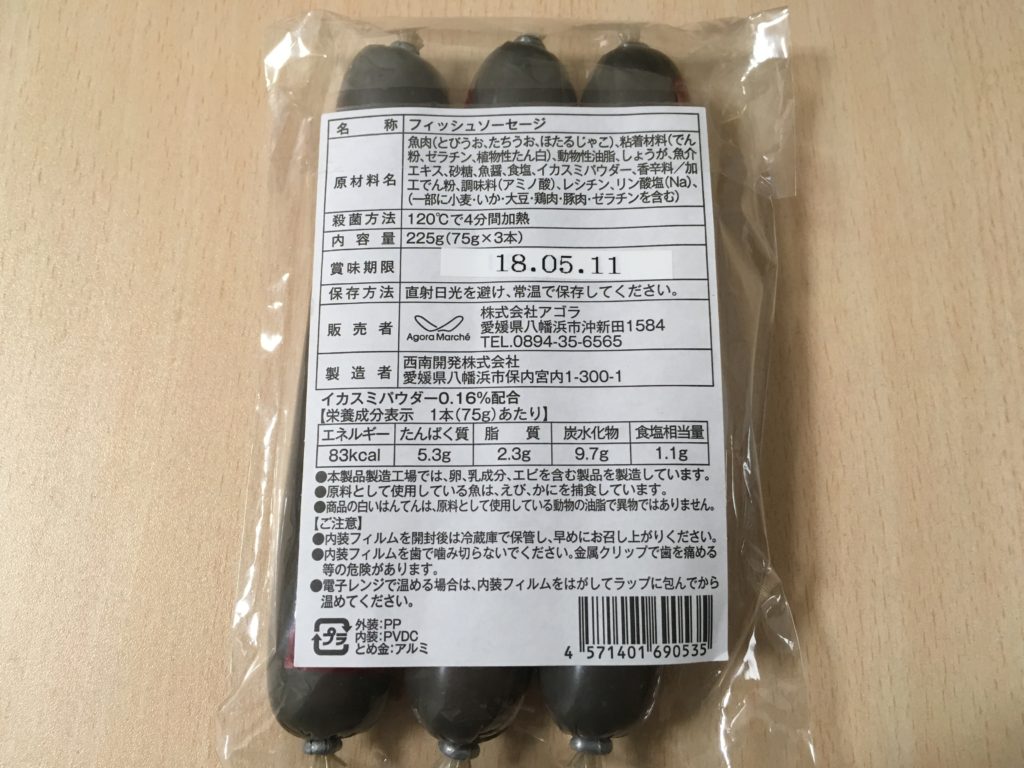 名称 フィッシュソーセージ
原材料名 魚肉(とびうお、たちうお、ほたるじゃこ)、粘着材料(でん
粉、ゼラチン、植物性たん白)、動物性油脂、しょうが、魚介
エキス、砂糖、魚醤、食塩、イカスミパウダー、香辛料／加
工でん粉、調味料(アミノ酸)、レシチン、リン酸塩(Na)、
(一部に小麦・いか・大豆・鶏肉・豚肉・ゼラチンを含む)
殺菌方法 120℃で4分間加熱
内容量 225g(75g×3本)
賞味期限 18.05.11
保存方法 直射日光を避け、常温で保存してください。
販売者 Agora Marché 株式会社アゴラ
愛媛県八幡浜市沖新田1584
TEL.0894-35-6565
製造者 西南開発株式会社
愛媛県八幡浜市保内宮内1-300-1
イカスミパウダー0.16%配合
【栄養成分表示 1本(75g)あたり】
エネルギー たんぱく質 脂質 炭水化物 食塩相当量
83kcal 5.3g 2.3g 9.7g 1.1g
●本製品製造工場では、卵、乳成分、エビを含む製品を製造しています。
●原料として使用している魚は、えび、かにを捕食しています。
●商品の白いはんてんは、原料として使用している動物の油脂で異物ではありません。
【ご注意】
●内装フィルムを開封後は冷蔵庫で保管し、早めにお召し上がりください。
●内装フィルムを歯で噛み切らないでください。金属クリップで歯を痛める
等の危険があります。
●電子レンジで温める場合は、内装フィルムをはがしてラップに包んでから
温めてください。
プラ
外装:PP
内装:PVDC
とめ金:アルミ
4 571401 690535